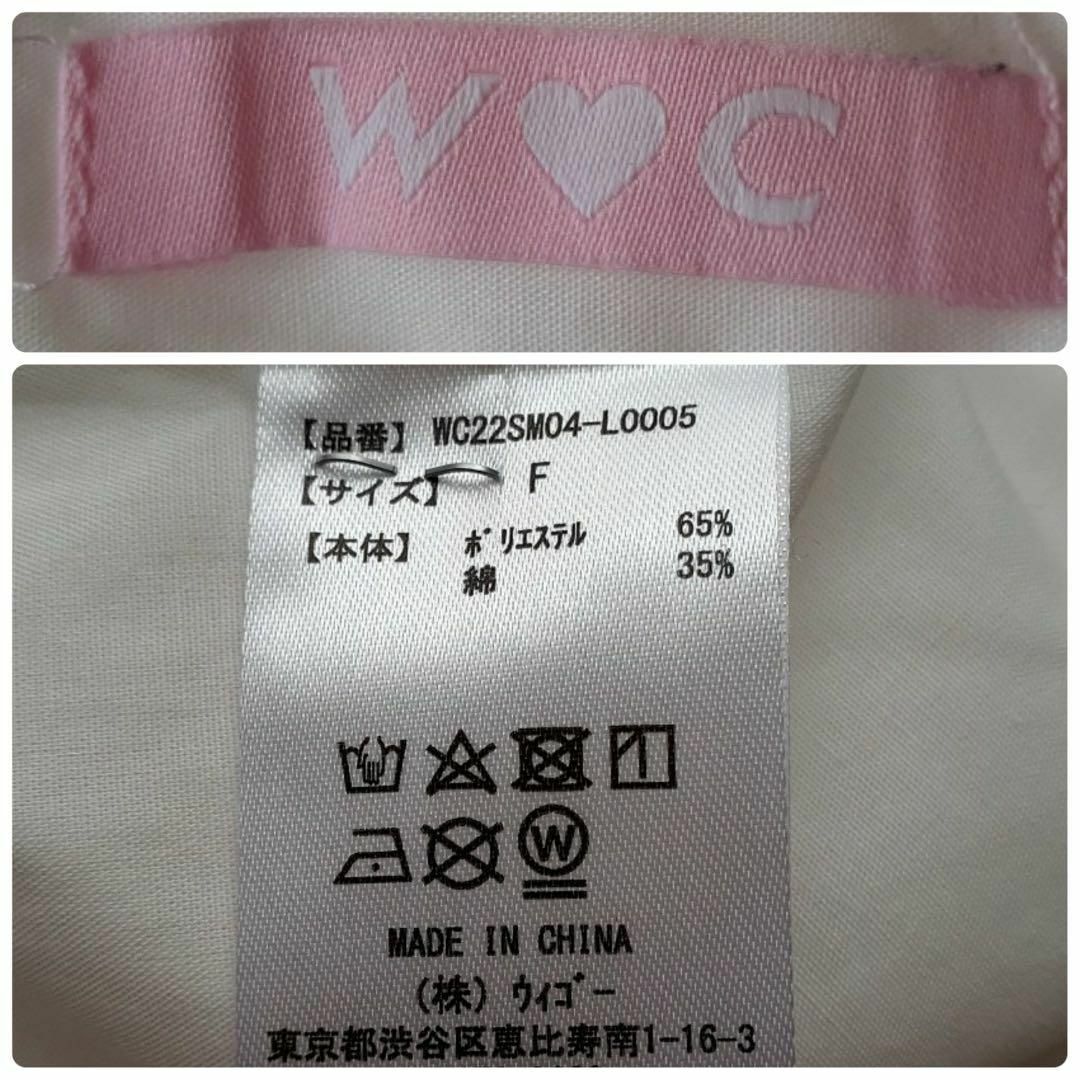 W♥C
【品番】 WC22SM04-L0005
【サイズ】 F
【本体】 ポリエステル 65%
綿 35%
W
MADE IN CHINA
(株) ウィゴー
東京都渋谷区恵比寿南1-16-3